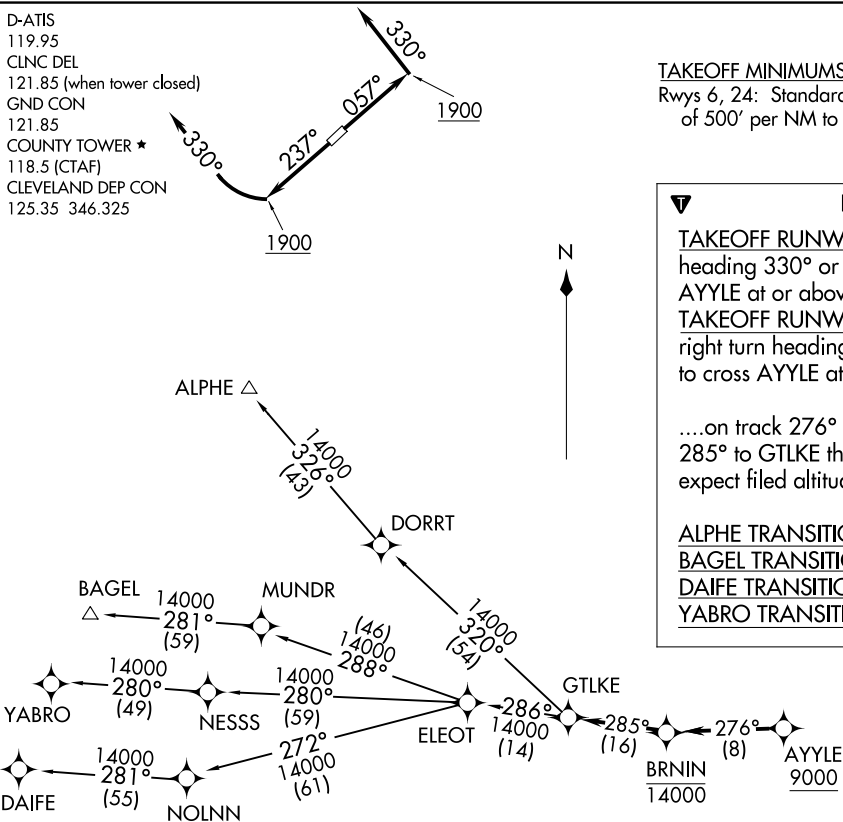 D-ATIS
119.95
CLNC DEL
121.85 (when tower closed)
GND CON
121.85
COUNTY TOWER ★
118.5 (CTAF)
CLEVELAND DEP CON
125.35 346.325
330°
057°
1900
237°
330°
1900
TAKEOFF MINIMUMS
Rwys 6, 24: Standard
of 500' per NM to
N
T
TAKEOFF RUNW
heading 330° or
AYYLE at or abov
TAKEOFF RUNW
right turn heading
to cross AYYLE at
....on track 276°
285° to GTLKE th
expect filed altitud
ALPHE TRANSITIO
BAGEL TRANSITIO
DAIFE TRANSITIO
YABRO TRANSITI
ALPHE
14000
326°
(43)
DORRT
14000
320°
(54)
BAGEL
14000
281°
(59)
MUNDR
(46)
14000
288°
YABRO
14000
280°
(49)
NESSS
14000
280°
(59)
ELEOT
286°
14000
(14)
GTLKE
285°
(16)
BRNIN
14000
276°
(8)
AYYLE
9000
272°
14000
(61)
DAIFE
14000
281°
(55)
NOLNN